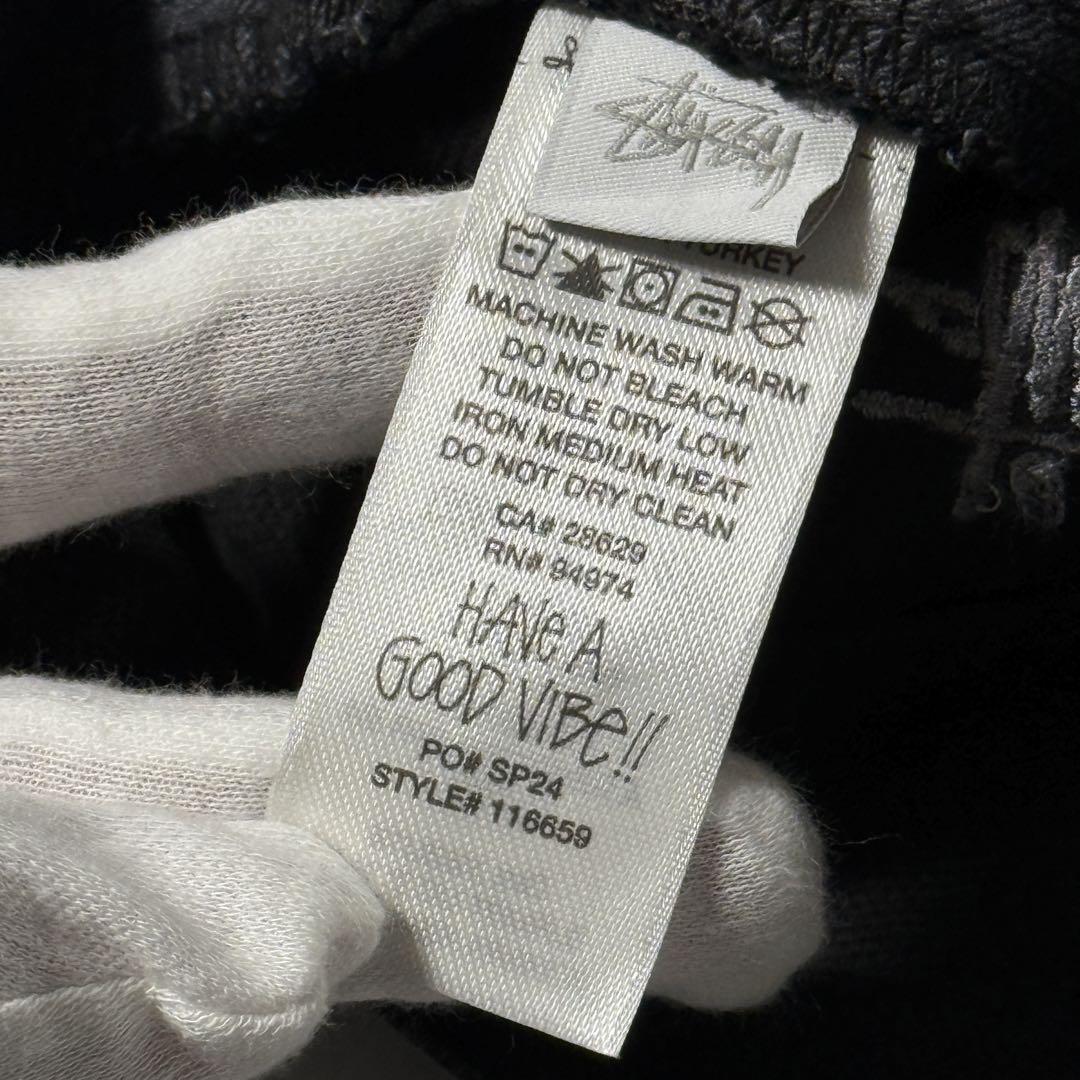 Stüssy
TURKEY
MACHINE WASH WARM
DO NOT BLEACH
TUMBLE DRY LOW
IRON MEDIUM HEAT
DO NOT DRY CLEAN
CA# 28629
RN# 94974
HAVE A
GOOD VIBE!!
PO# SP24
STYLE# 116659